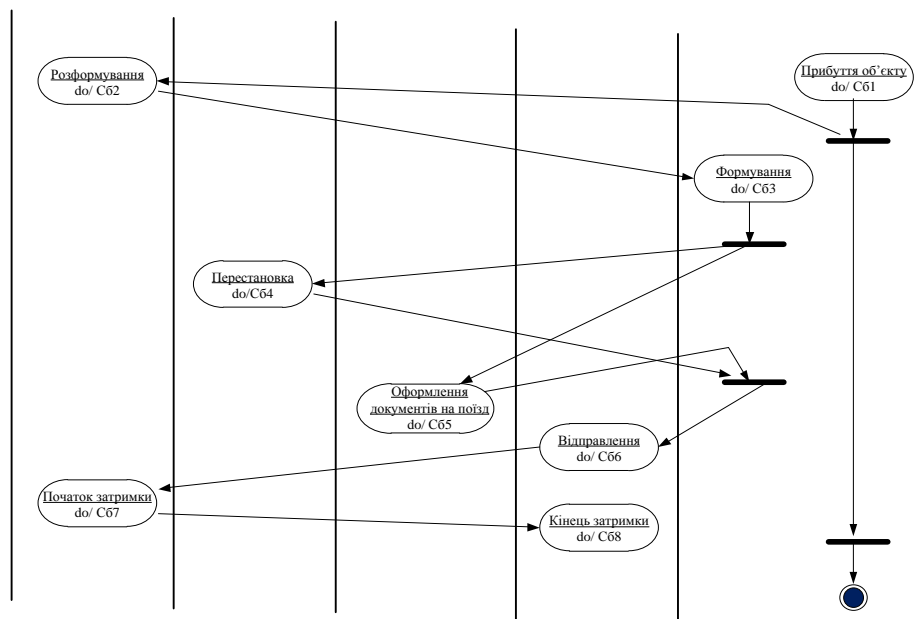 Розформування
do/ Сб2
Прибуття об’єкту
do/ Сб1
Формування
do/ Сб3
Перестановка
do/Сб4
Оформлення
документів на поїзд
do/ Сб5
Відправлення
do/ Сб6
Початок затримки
do/ Сб7
Кінець затримки
do/ Сб8